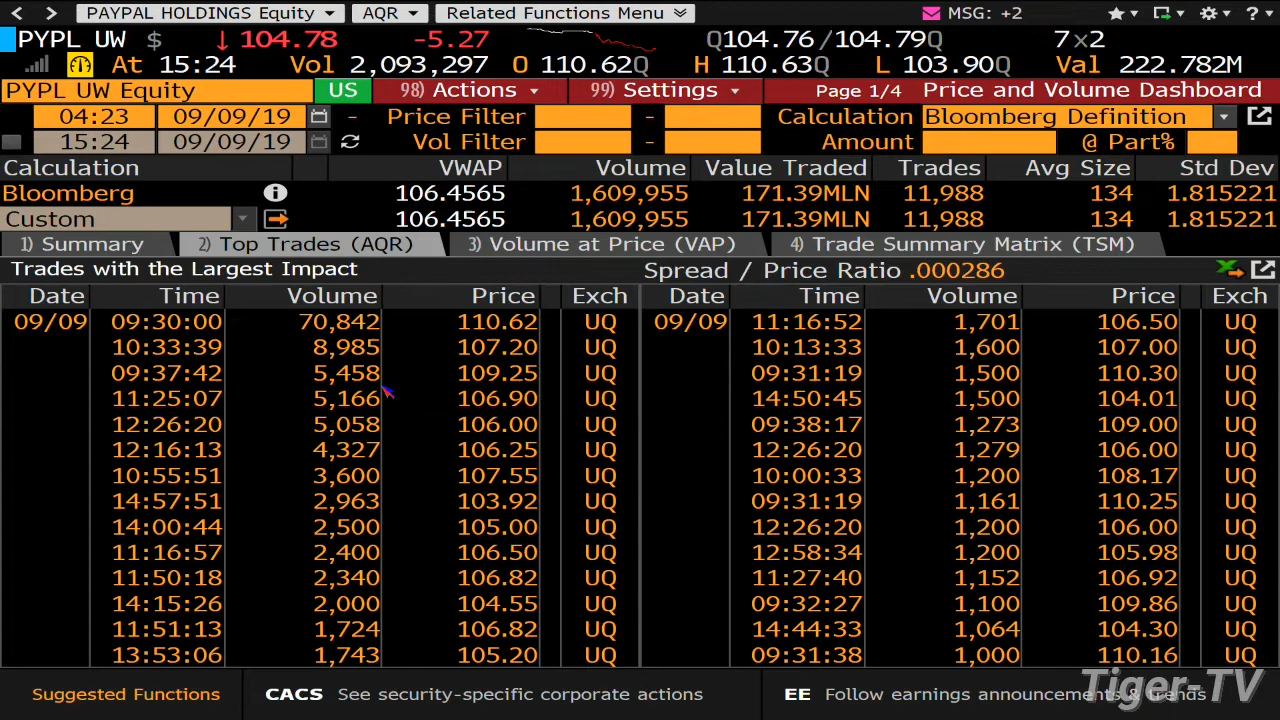 PAYPAL HOLDINGS Equity AQR Related Functions Menu MSG: +2
PYPL UW $ ↓104.78 -5.27 Q104.76/104.79Q 7×2
At 15:24 Vol 2,093,297 O 110.62Q H 110.63Q L 103.90Q Val 222.782M
PYPL UW Equity US 98) Actions 99) Settings Page 1/4 Price and Volume Dashboard
04:23 09/09/19 - Price Filter - Calculation Bloomberg Definition
15:24 09/09/19 Vol Filter - Amount @ Part%
Calculation VWAP Volume Value Traded Trades Avg Size Std Dev
Bloomberg 106.4565 1,609,955 171.39MLN 11,988 134 1.815221
Custom 106.4565 1,609,955 171.39MLN 11,988 134 1.815221
1) Summary 2) Top Trades (AQR) 3) Volume at Price (VAP) 4) Trade Summary Matrix (TSM)
Trades with the Largest Impact Spread / Price Ratio .000286
Date Time Volume Price Exch Date Time Volume Price Exch
09/09 09:30:00 70,842 110.62 UQ 09/09 11:16:52 1,701 106.50 UQ
10:33:39 8,985 107.20 UQ 10:13:33 1,600 107.00 UQ
09:37:42 5,458 109.25 UQ 09:31:19 1,500 110.30 UQ
11:25:07 5,166 106.90 UQ 14:50:45 1,500 104.01 UQ
12:26:20 5,058 106.00 UQ 09:38:17 1,273 109.00 UQ
12:16:13 4,327 106.25 UQ 12:26:20 1,279 106.00 UQ
10:55:51 3,600 107.55 UQ 10:00:33 1,200 108.17 UQ
14:57:51 2,963 103.92 UQ 09:31:19 1,161 110.25 UQ
14:00:44 2,500 105.00 UQ 12:26:20 1,200 106.00 UQ
11:16:57 2,400 106.50 UQ 12:58:34 1,200 105.98 UQ
11:50:18 2,340 106.82 UQ 11:27:40 1,152 106.92 UQ
14:15:26 2,000 104.55 UQ 09:32:27 1,100 109.86 UQ
11:51:13 1,724 106.82 UQ 14:44:33 1,064 104.30 UQ
13:53:06 1,743 105.20 UQ 09:31:38 1,000 110.16 UQ
Suggested Functions CACS See security-specific corporate actions EE Follow earnings announcements & trends
Tiger-TV